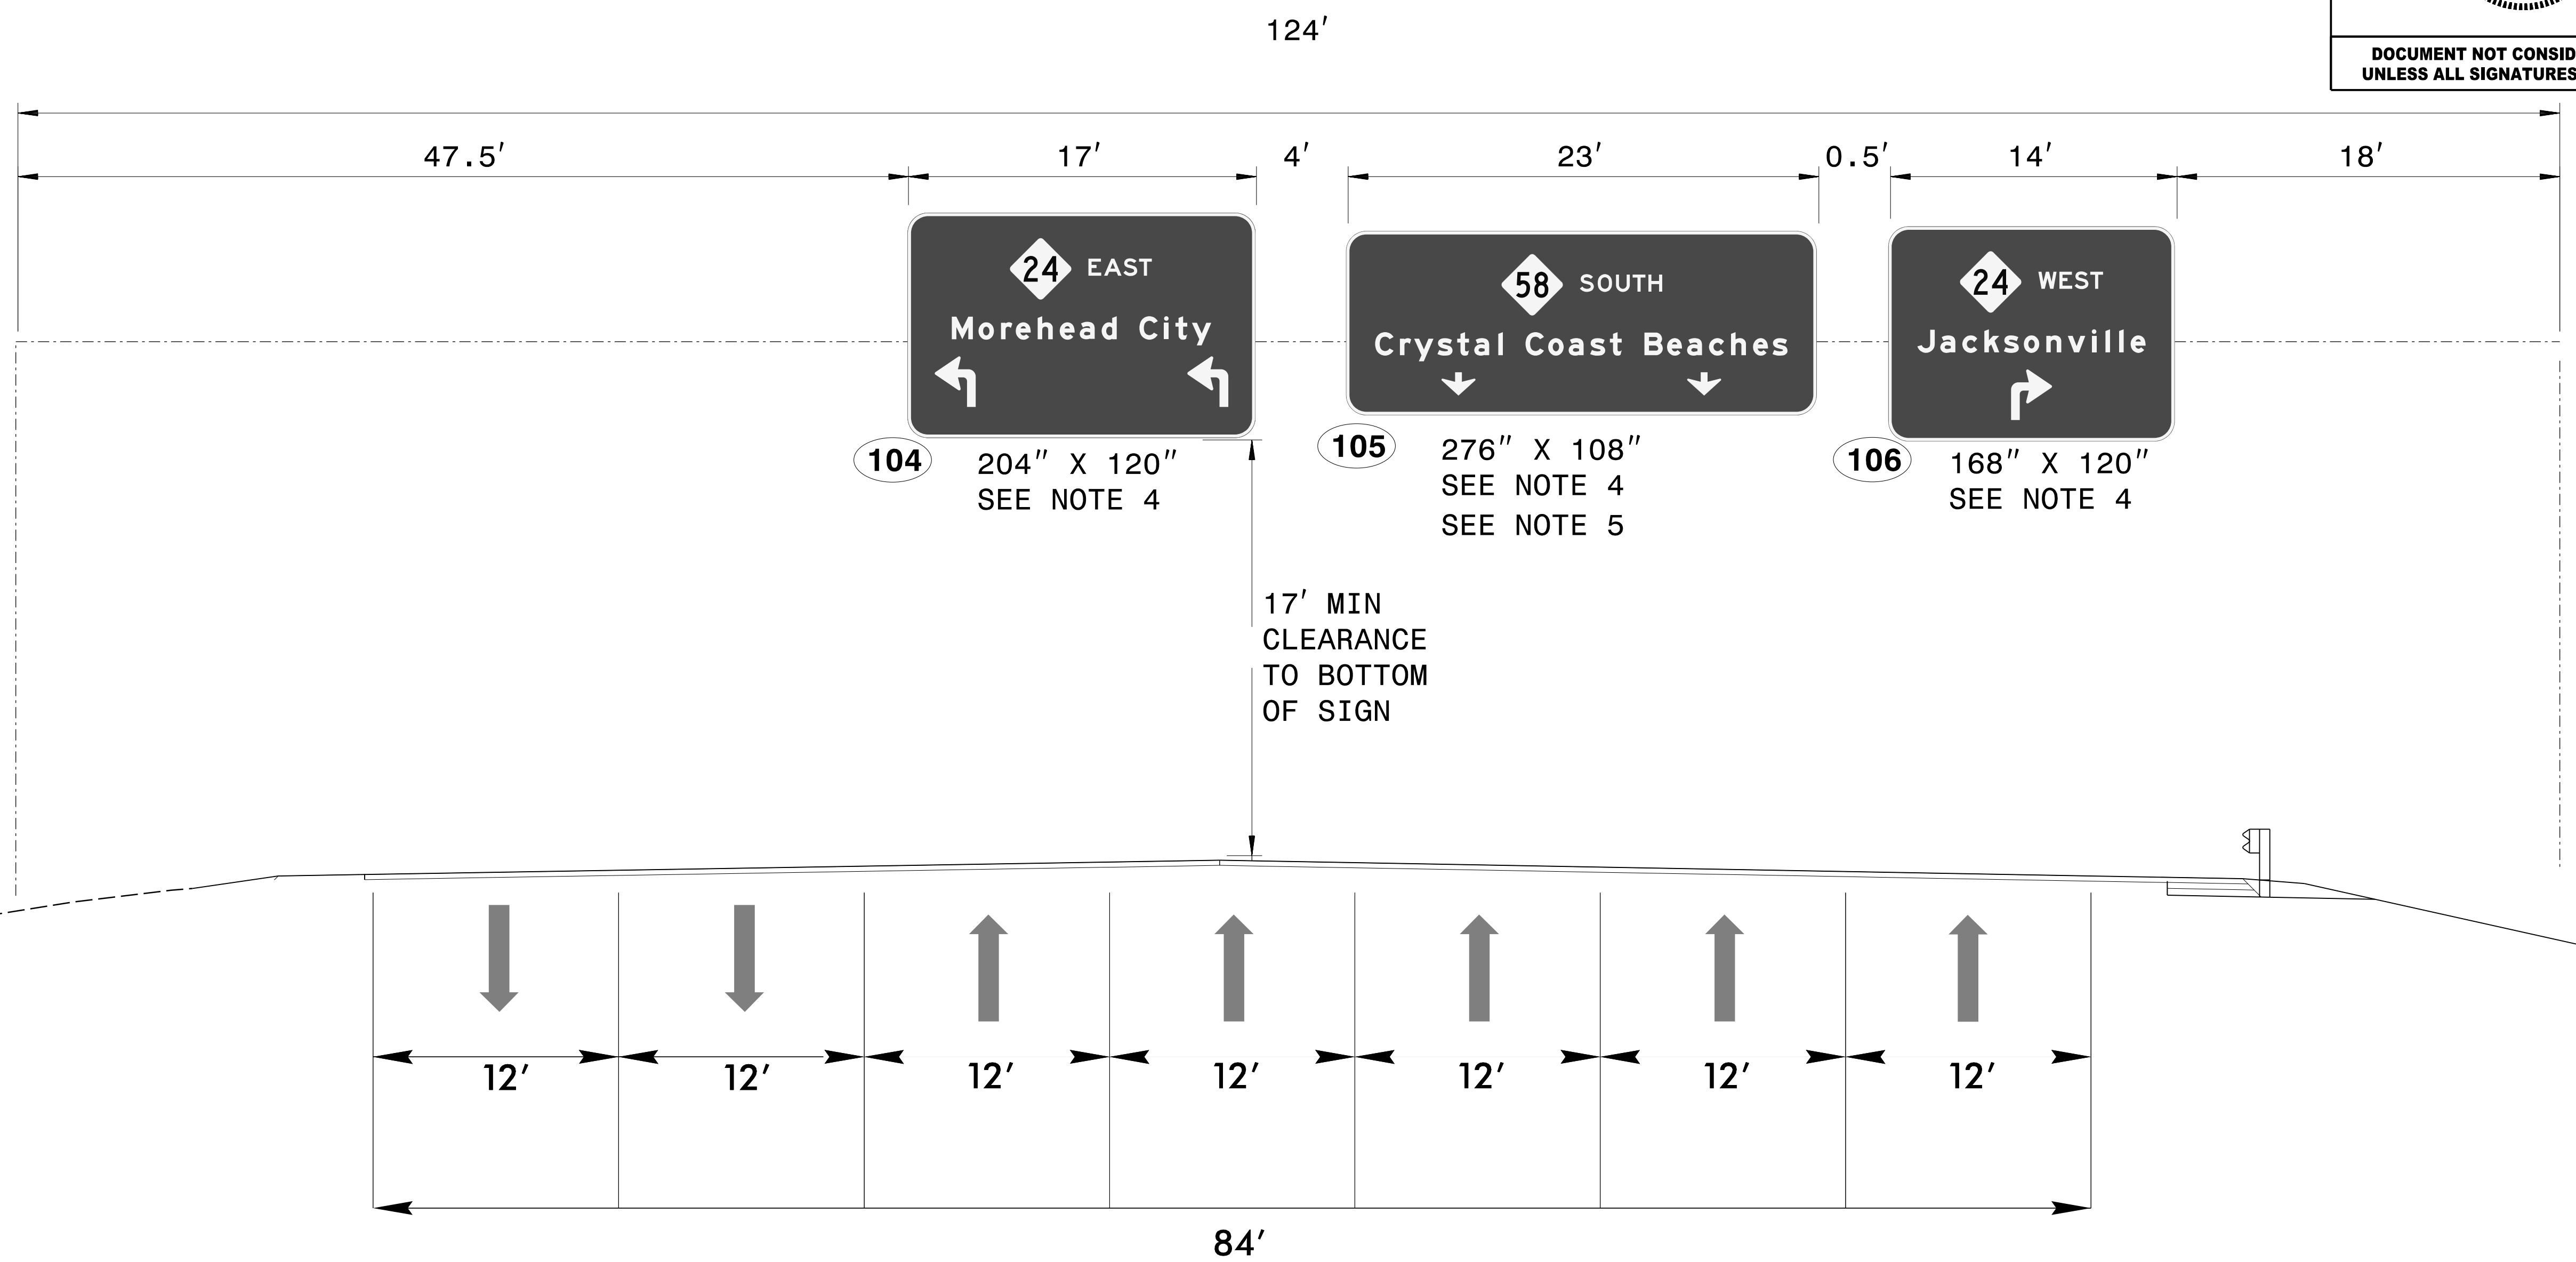 124′
DOCUMENT NOT CONSID
UNLESS ALL SIGNATURES
47.5′ 17′ 4′ 23′ 0.5′ 14′ 18′
24 EAST
Morehead City
58 SOUTH
Crystal Coast Beaches
24 WEST
Jacksonville
104
204″ X 120″
SEE NOTE 4
105
276″ X 108″
SEE NOTE 4
SEE NOTE 5
106
168″ X 120″
SEE NOTE 4
17′ MIN
CLEARANCE
TO BOTTOM
OF SIGN
12′ 12′ 12′ 12′ 12′ 12′ 12′
84′